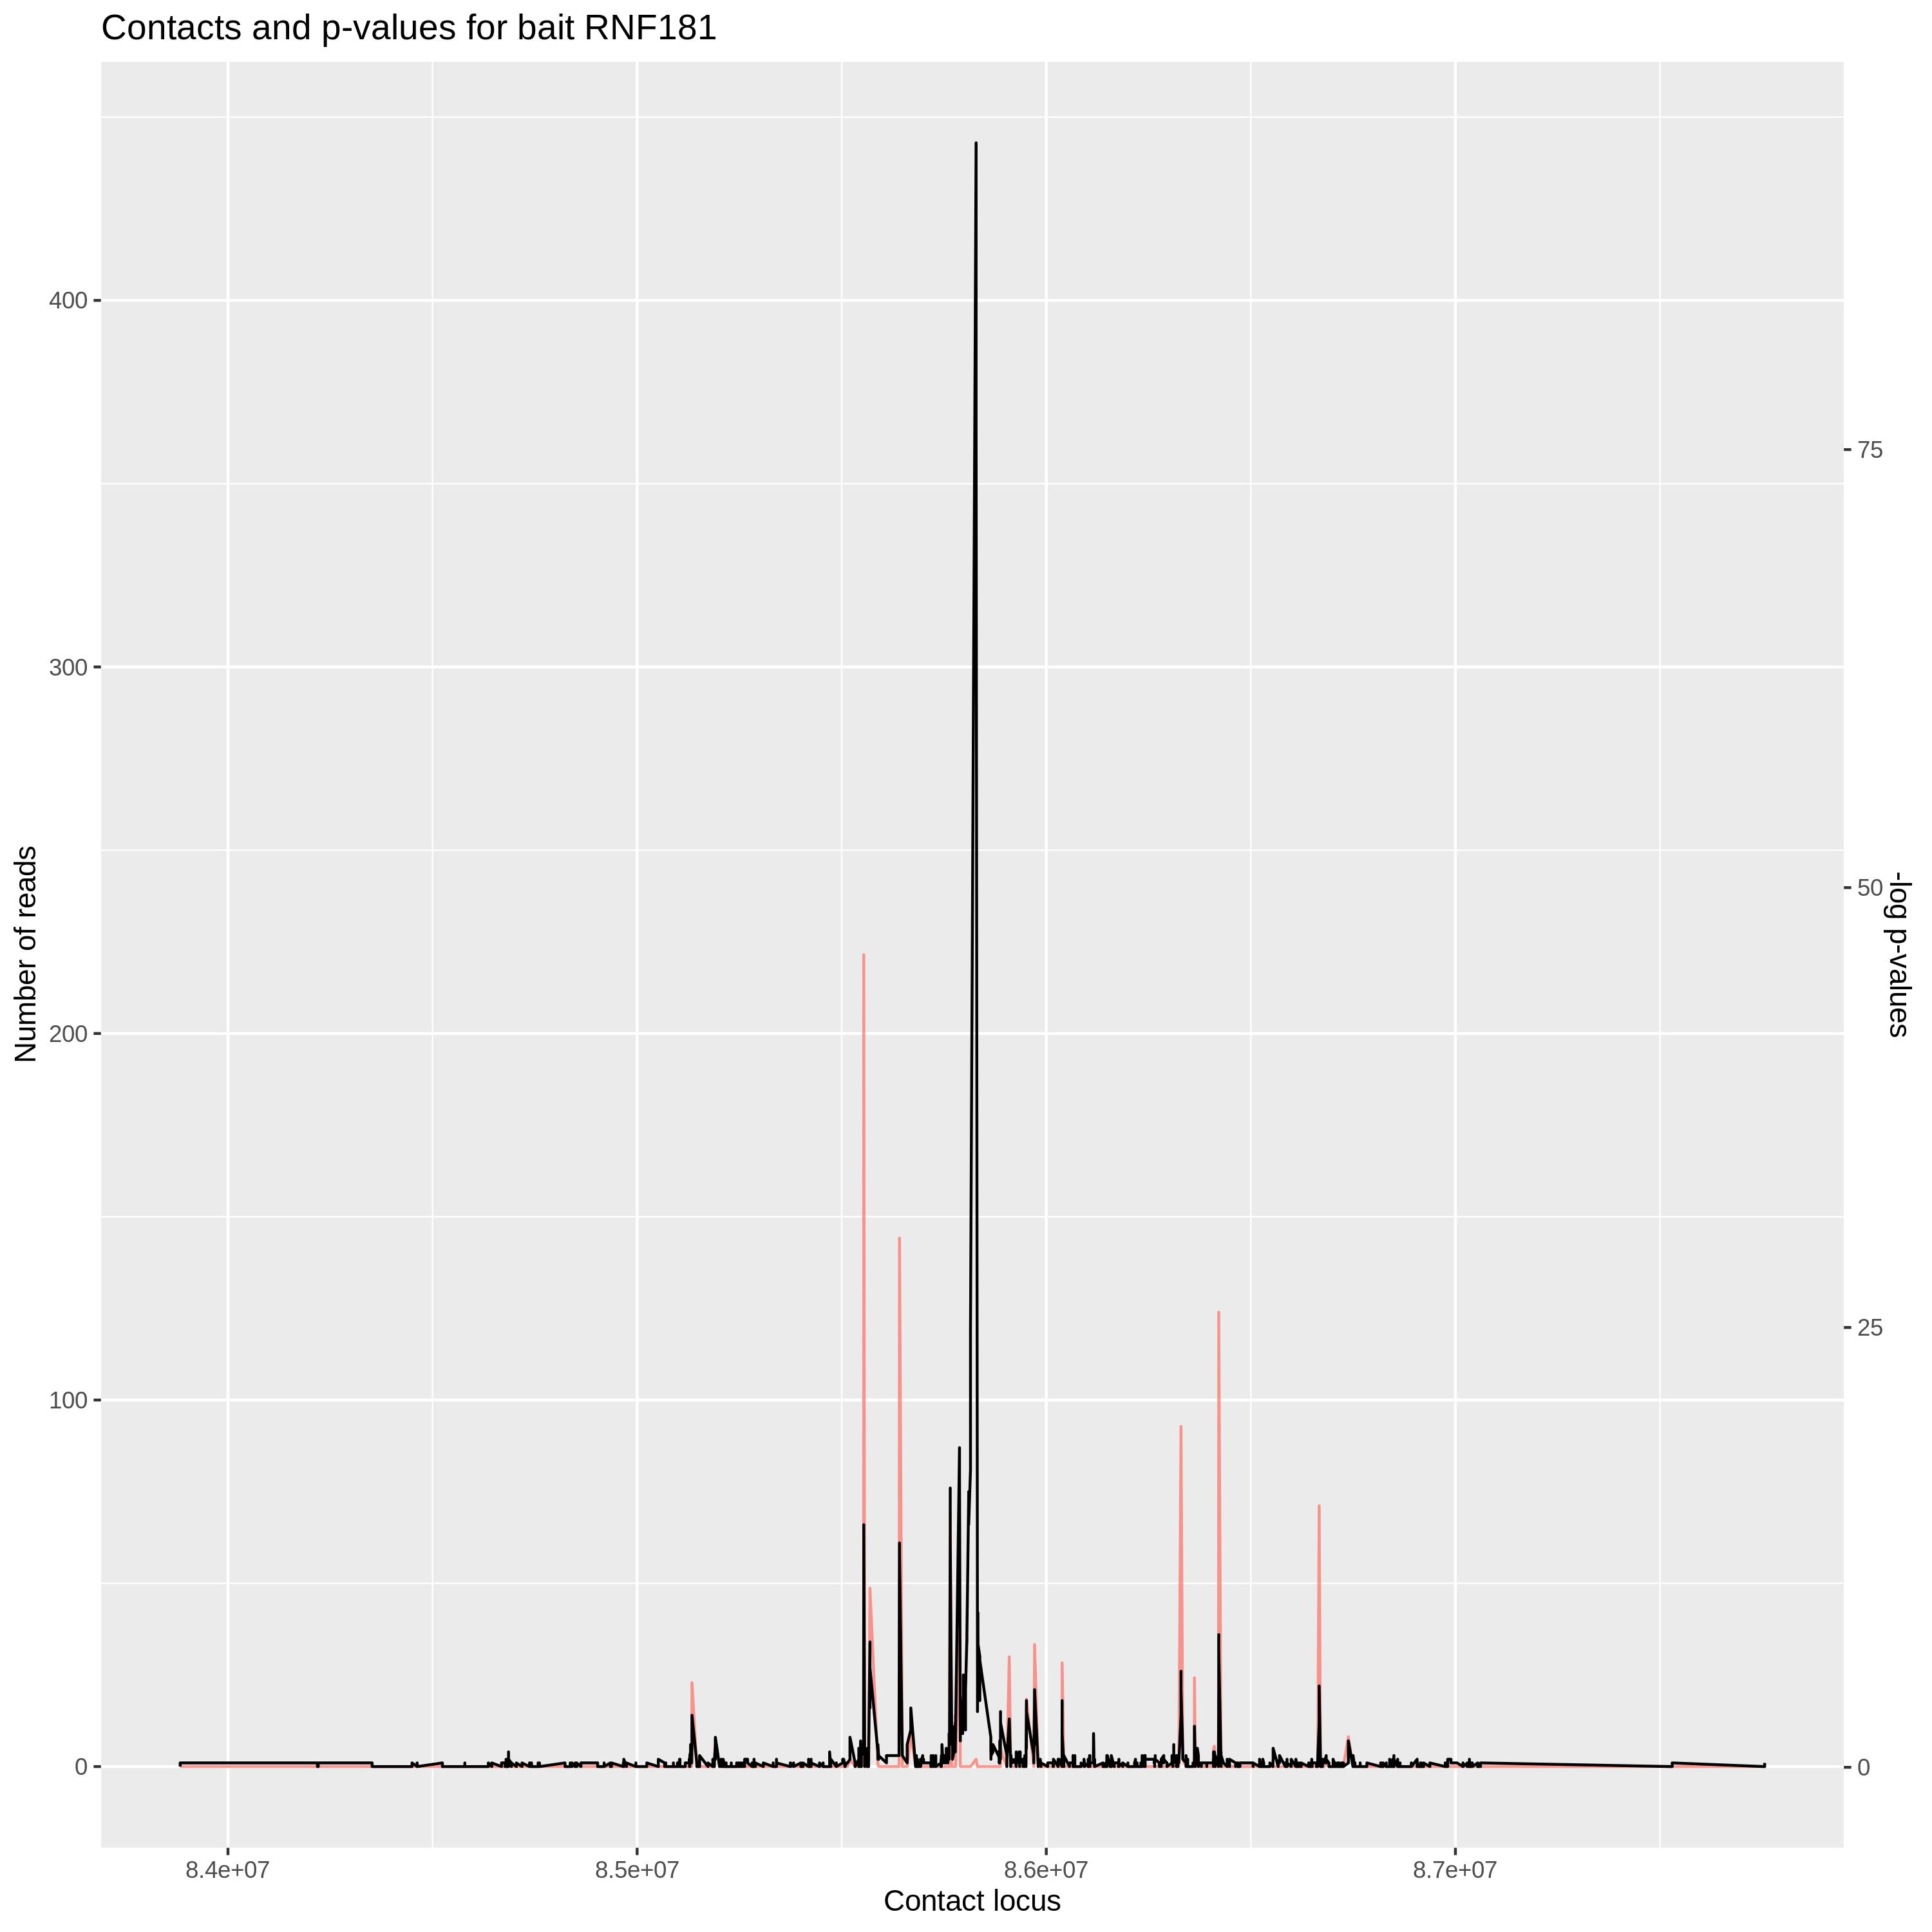 Contacts and p-values for bait RNF181
Number of reads
400
300
200
100
0
75
50
25
0
-log p-values
8.4e+07
8.5e+07
8.6e+07
8.7e+07
Contact locus